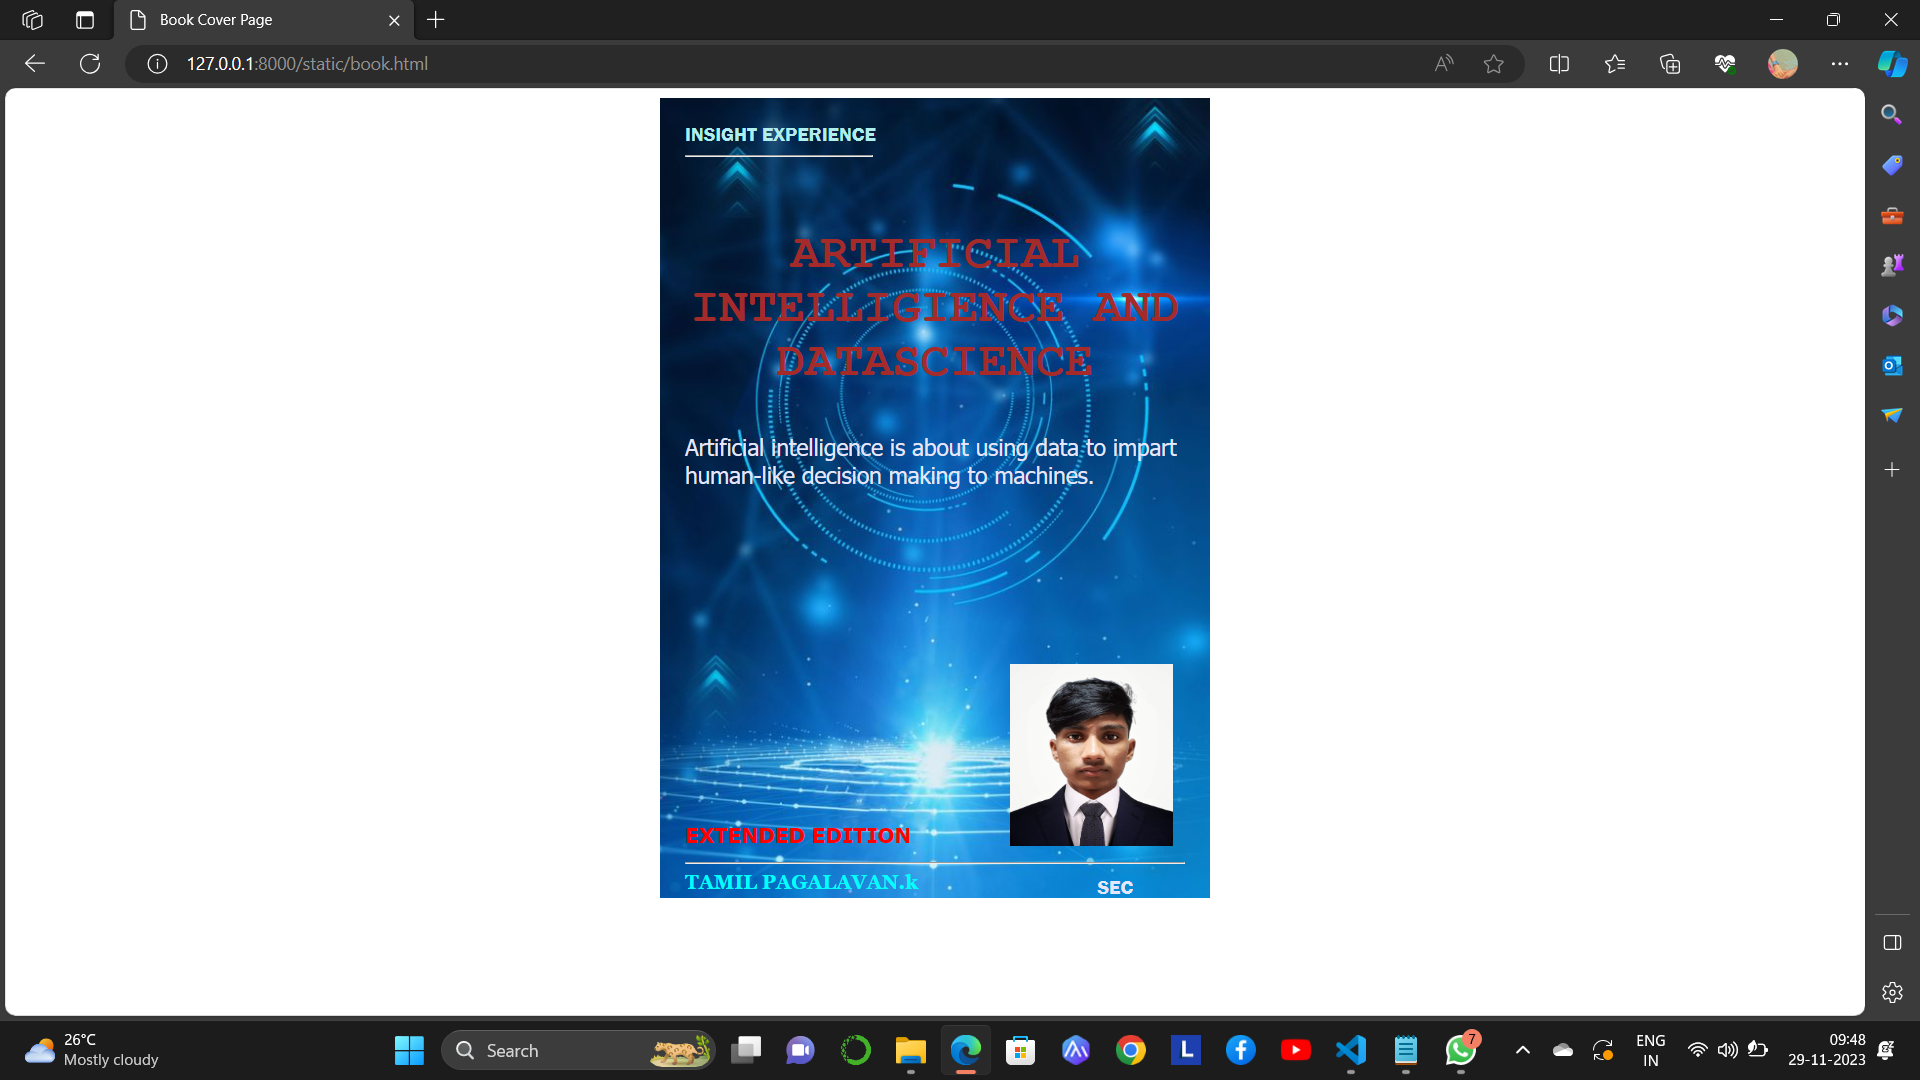 Book Cover Page
127.0.0.1:8000/static/book.html
INSIGHT EXPERIENCE
ARTIFICIAL
INTELLIGIENCE AND
DATASCIENCE
Artificial intelligence is about using data to impart
human-like decision making to machines.
EXTENDED EDITION
TAMIL PAGALAVAN.k
SEC
26°C
Mostly cloudy
Search
L
7
ENG
IN
09:48
29-11-2023